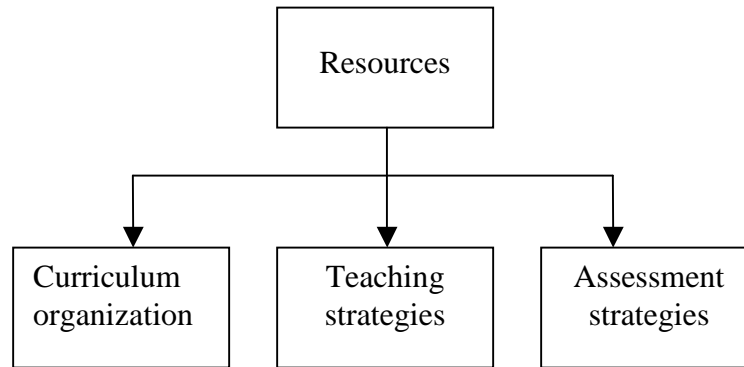 Resources
Curriculum
organization
Teaching
strategies
Assessment
strategies